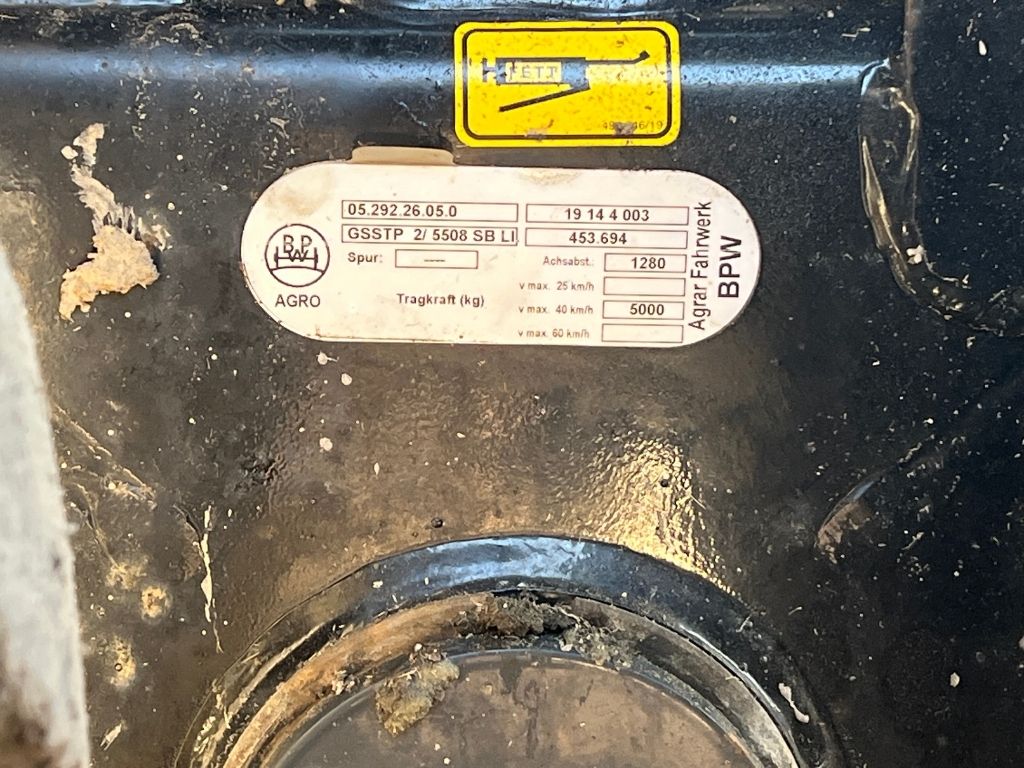 FETT
05.292.26.05.0
19 14 4 003
GSSTP 2/ 5508 SB LI
453.694
Spur:
Achsabst.: 1280
v max. 25 km/h
Tragkraft (kg)
v max. 40 km/h 5000
v max. 60 km/h
BPW
AGRO
Agrar Fahrwerk
BPW